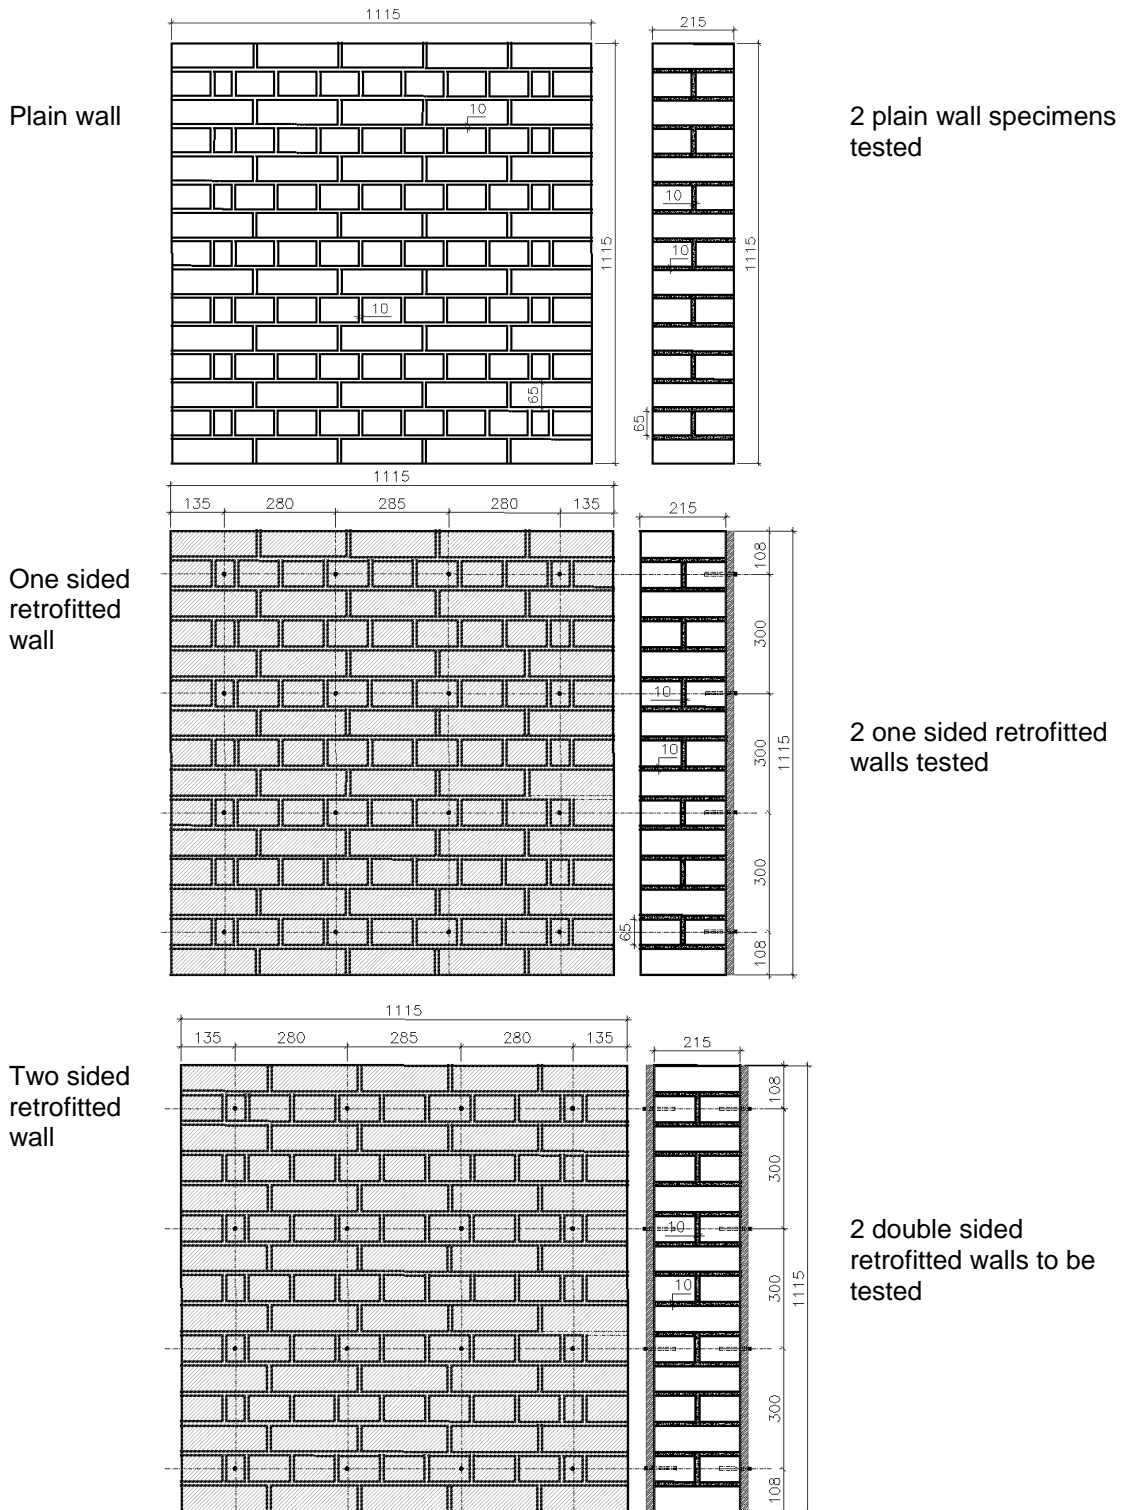 1115
215
Plain wall
2 plain wall specimens
tested
10
10
10
10
1115
1115
65
65
1115
135
280
285
280
135
215
108
One sided
retrofitted
wall
300
10
2 one sided retrofitted
walls tested
10
300
1115
300
65
108
1115
135
280
285
280
135
215
108
Two sided
retrofitted
wall
300
10
2 double sided
retrofitted walls to be
tested
10
300
1115
300
108